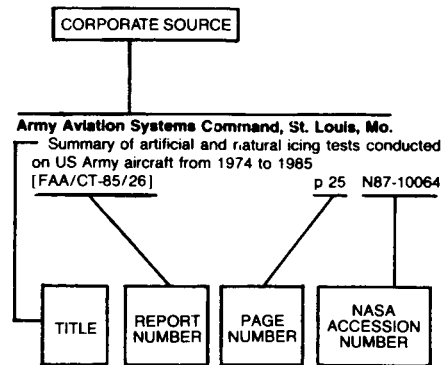 CORPORATE SOURCE
Army Aviation Systems Command, St. Louis, Mo.
Summary of artificial and natural icing tests conducted
on US Army aircraft from 1974 to 1985
[FAA/CT-85/26] p 25 N87-10064
TITLE
REPORT
NUMBER
PAGE
NUMBER
NASA
ACCESSION
NUMBER